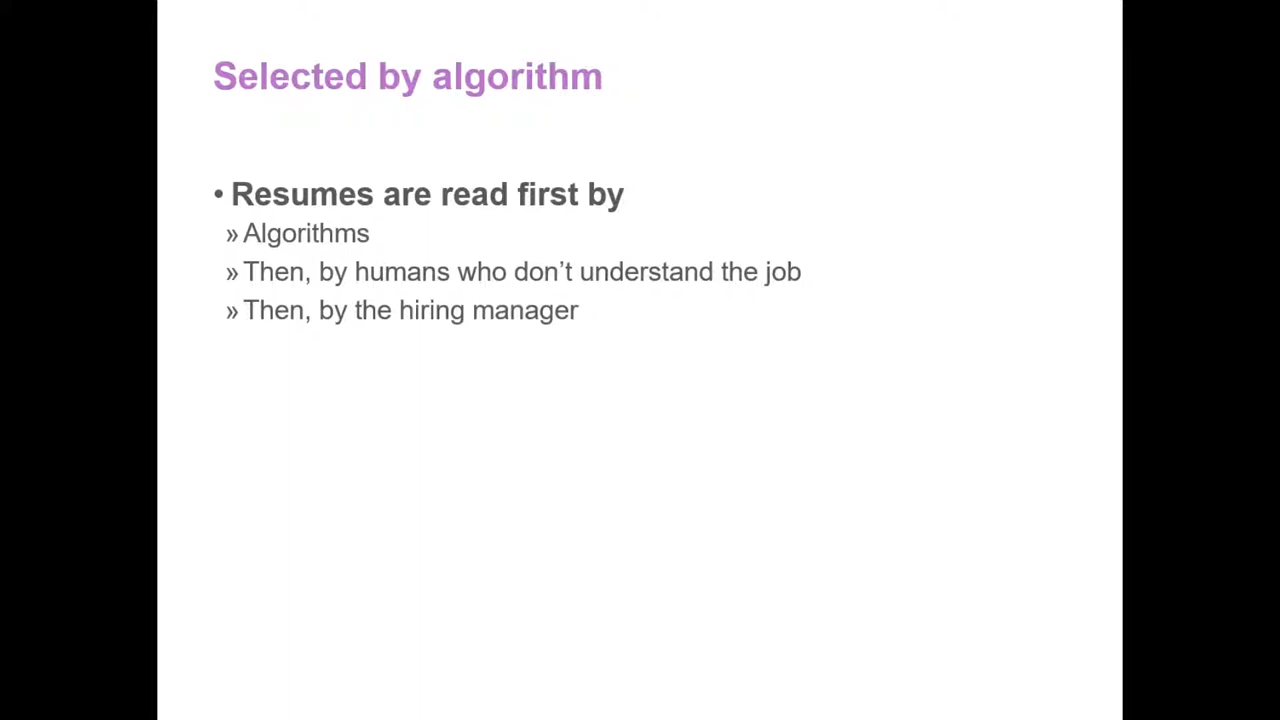 Selected by algorithm
• Resumes are read first by
» Algorithms
» Then, by humans who don’t understand the job
» Then, by the hiring manager